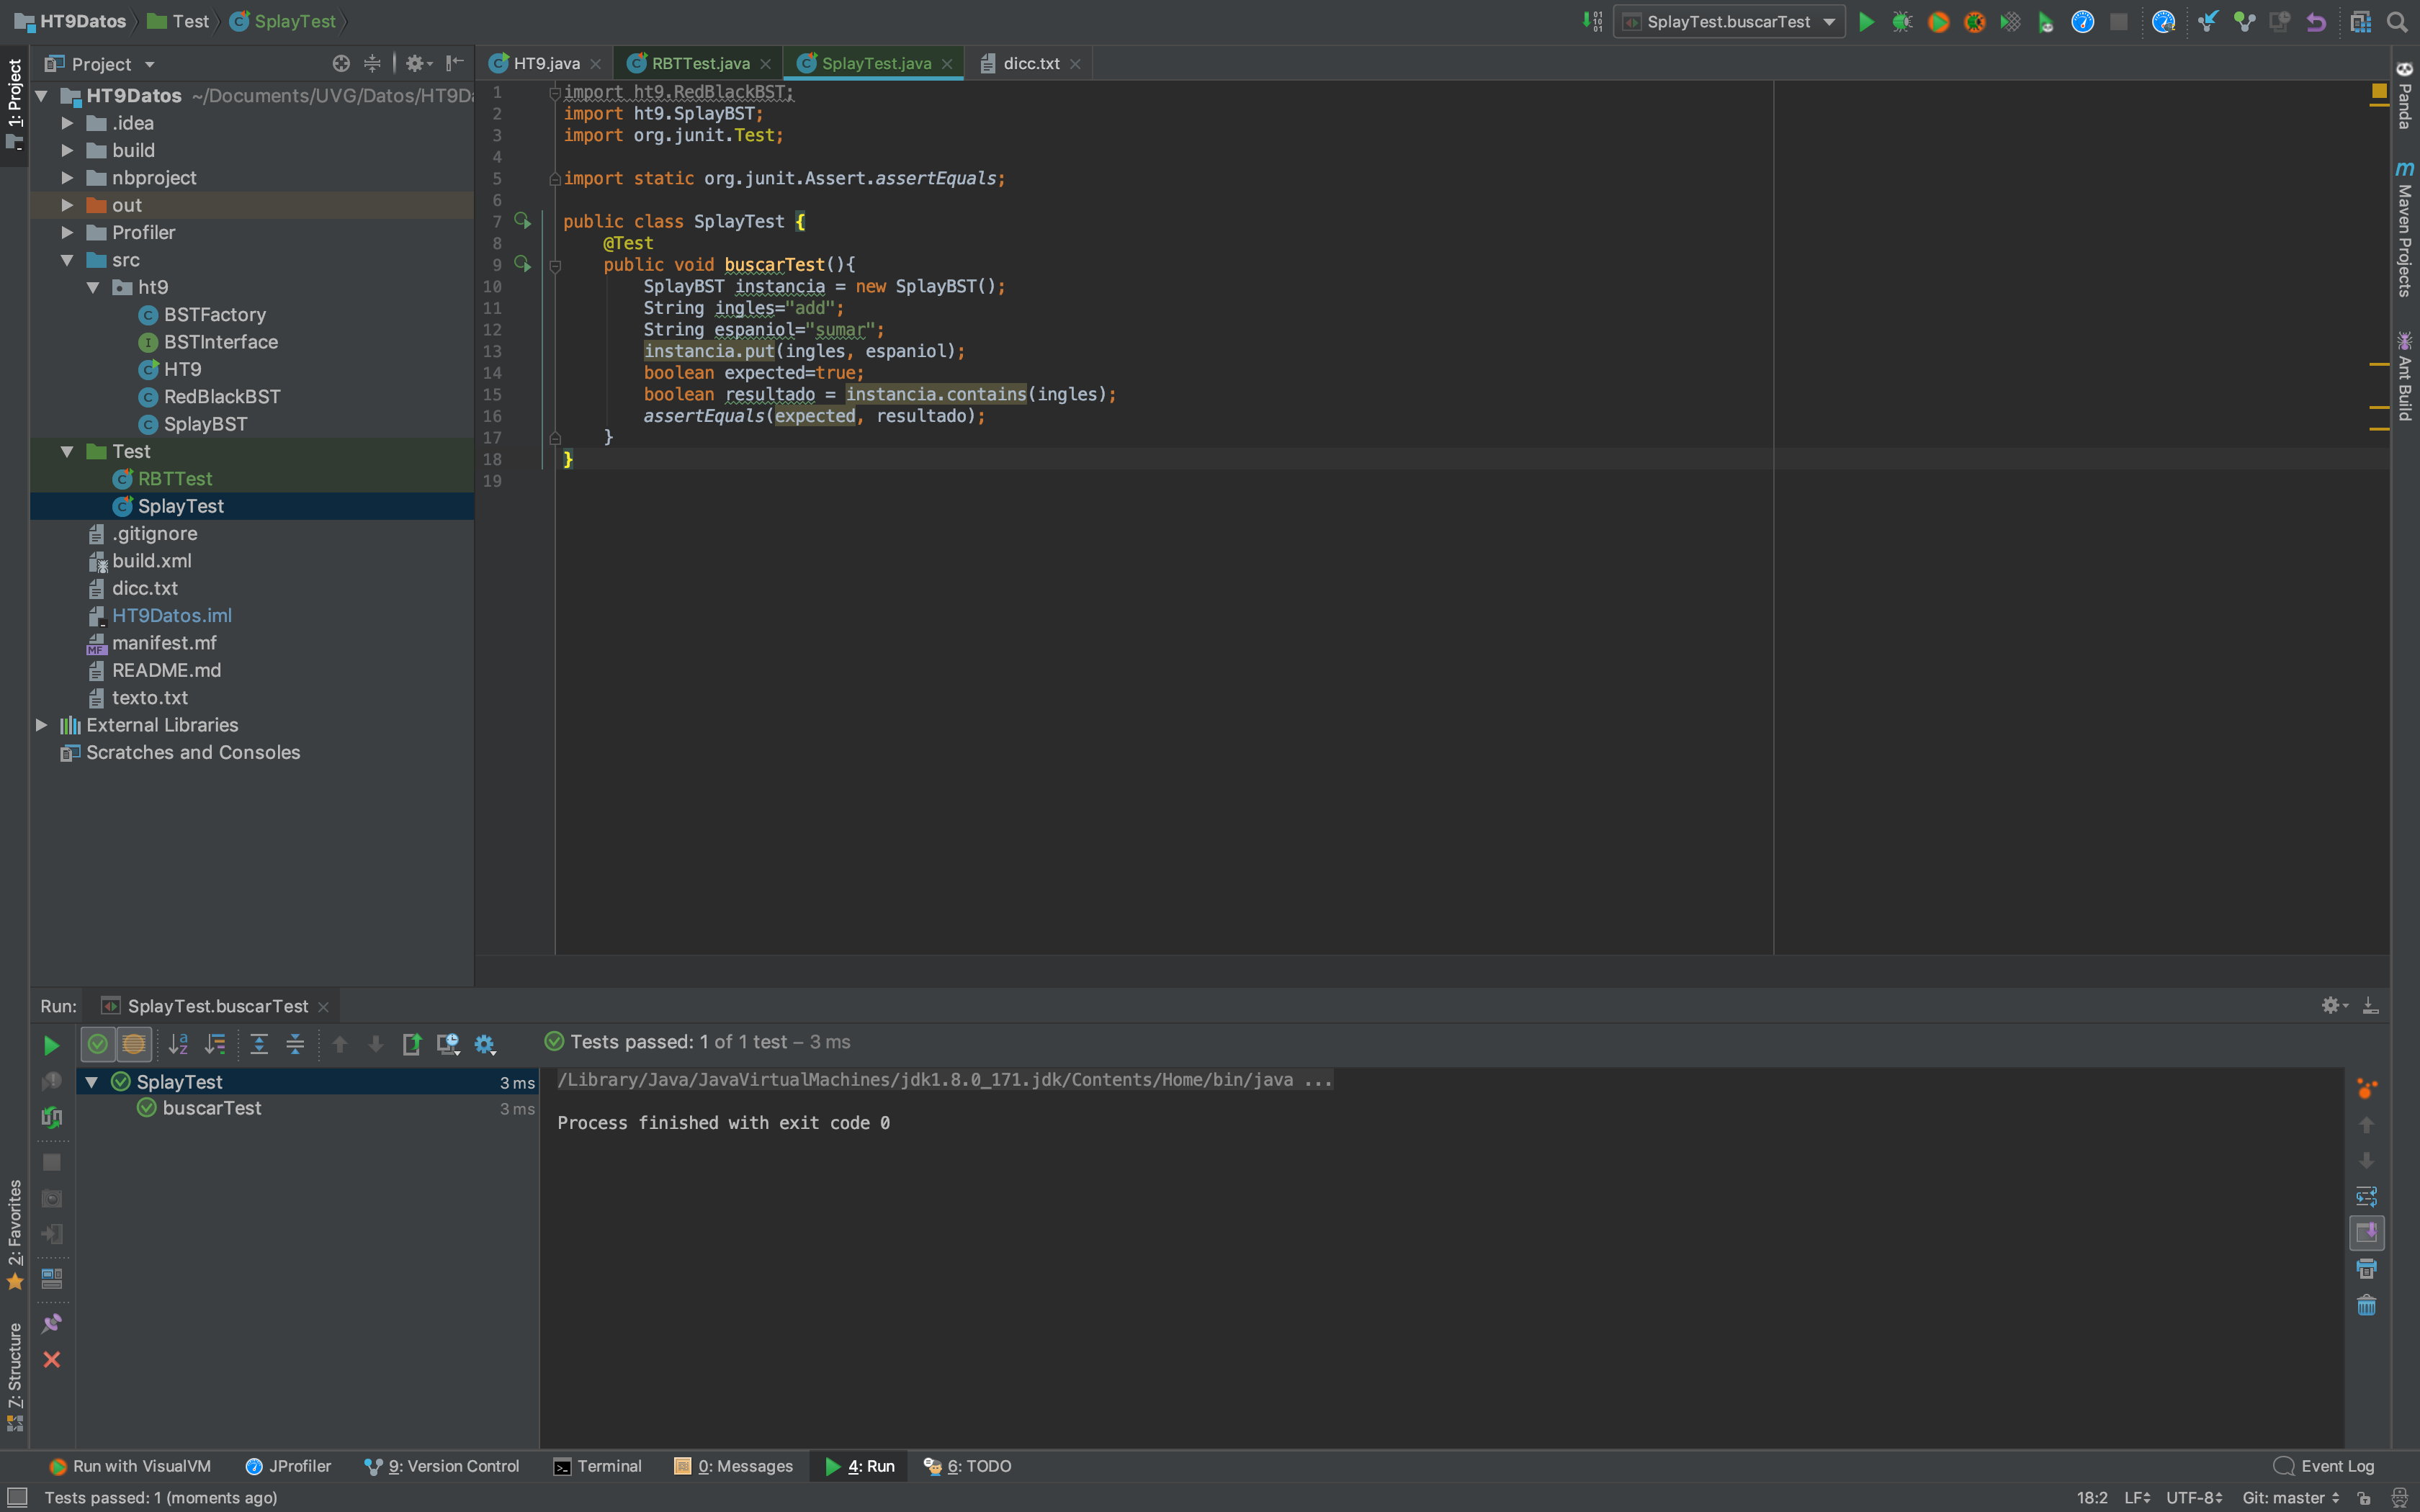 HT9Datos Test SplayTest
SplayTest.buscarTest
Project
HT9.java
RBTTest.java
SplayTest.java
dicc.txt
1: Project
HT9Datos ~/Documents/UVG/Datos/HT9D
.idea
build
nbproject
out
Profiler
src
ht9
BSTFactory
BSTInterface
HT9
RedBlackBST
SplayBST
Test
RBTTest
SplayTest
.gitignore
build.xml
dicc.txt
HT9Datos.iml
manifest.mf
README.md
texto.txt
External Libraries
Scratches and Consoles
1 import ht9.RedBlackBST;
2 import ht9.SplayBST;
3 import org.junit.Test;
4
5 import static org.junit.Assert.assertEquals;
6
7 public class SplayTest {
8 @Test
9 public void buscarTest(){
10 SplayBST instancia = new SplayBST();
11 String ingles="add";
12 String espaniol="sumar";
13 instancia.put(ingles, espaniol);
14 boolean expected=true;
15 boolean resultado = instancia.contains(ingles);
16 assertEquals(expected, resultado);
17 }
18 }
19
Panda
Maven Projects
Ant Build
Run: SplayTest.buscarTest
Tests passed: 1 of 1 test – 3 ms
SplayTest 3 ms
buscarTest 3 ms
/Library/Java/JavaVirtualMachines/jdk1.8.0_171.jdk/Contents/Home/bin/java ...
Process finished with exit code 0
2: Favorites
7: Structure
Run with VisualVM JProfiler 9: Version Control Terminal 0: Messages 4: Run 6: TODO Event Log
Tests passed: 1 (moments ago) 18:2 LF UTF-8 Git: master